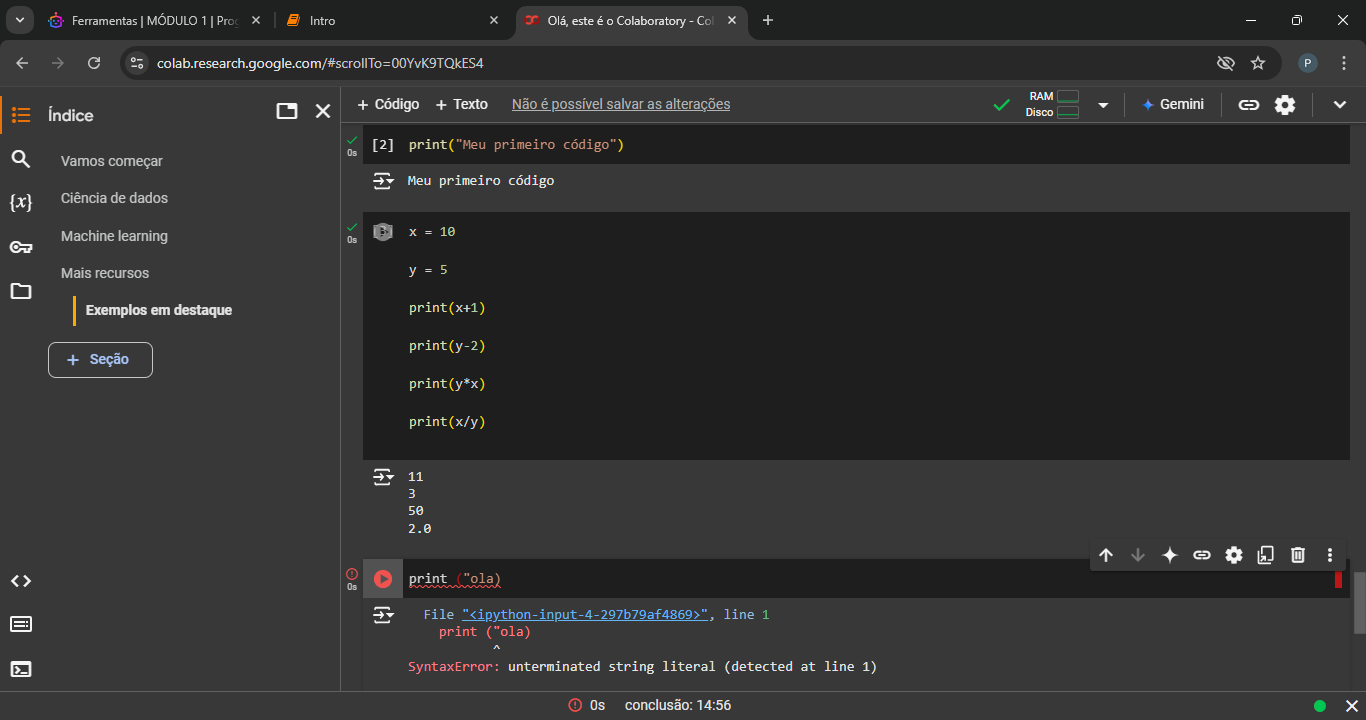 Ferramentas | MÓDULO 1 | Pro
Intro
Olá, este é o Colaboratory - Co
colab.research.google.com/#scrollTo=00YvK9TQkES4
P
Índice
+ Código + Texto Não é possível salvar as alterações
RAM
Disco
Gemini
Vamos começar
Ciência de dados
Machine learning
Mais recursos
Exemplos em destaque
+ Seção
{x}
0s
[2] print("Meu primeiro código")
Meu primeiro código
0s
x = 10
y = 5
print(x+1)
print(y-2)
print(y*x)
print(x/y)
11
3
50
2.0
0s
print ("ola)
File "<ipython-input-4-297b79af4869>", line 1
print ("ola)
^
SyntaxError: unterminated string literal (detected at line 1)
0s conclusão: 14:56